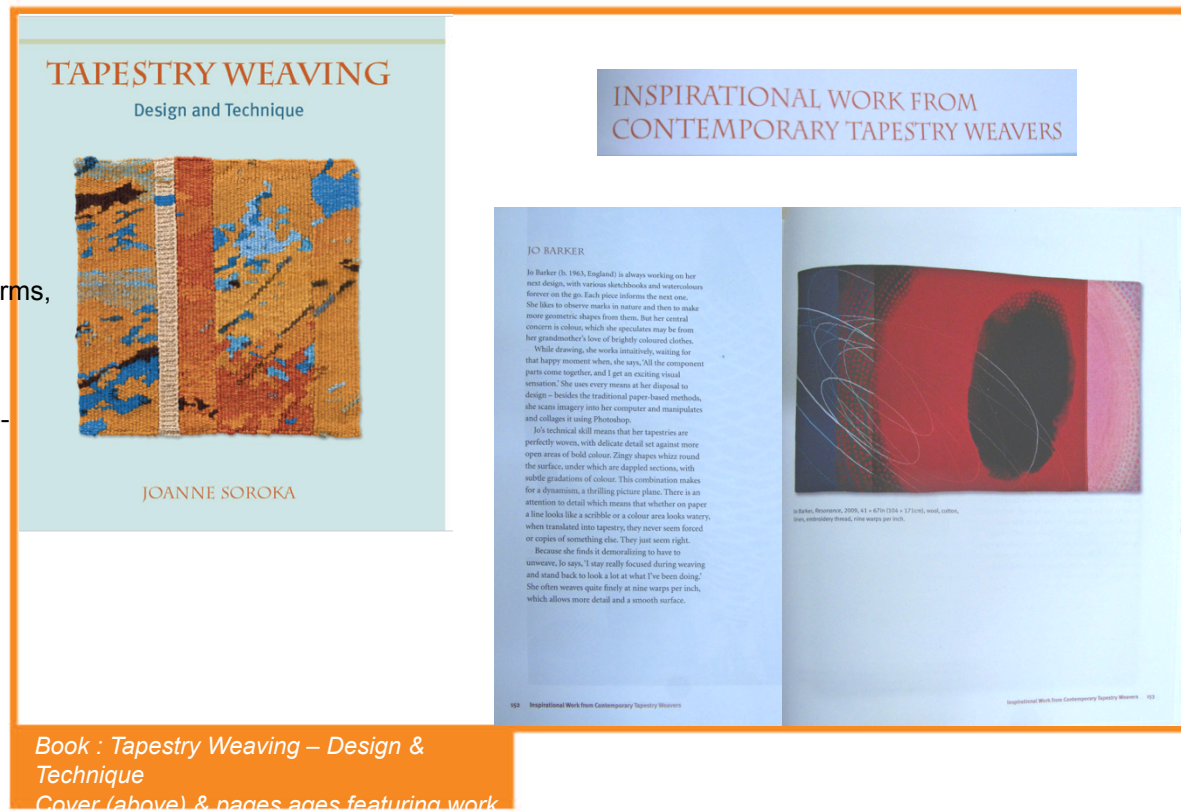 TAPESTRY WEAVING
Design and Technique
JOANNE SOROKA
rms,
-
INSPIRATIONAL WORK FROM
CONTEMPORARY TAPESTRY WEAVERS
JO BARKER
Jo Barker (b. 1963, England) is always working on her
next design, with various sketchbooks and watercolours
forever on the go. Each piece informs the next one.
She likes to observe marks in nature and then to make
more geometric shapes from them. But her central
concern is colour, which she speculates may be from
her grandmother's love of brightly coloured clothes.
While drawing, she works intuitively, waiting for
that happy moment when, she says, 'All the component
parts come together, and I get an exciting visual
sensation.' She uses every means at her disposal to
design – besides the traditional paper-based methods,
she scans imagery into her computer and manipulates
and collages it using Photoshop.
Jo's technical skill means that her tapestries are
perfectly woven, with delicate detail set against more
open areas of bold colour. Zingy shapes whizz round
the surface, under which are dappled sections, with
subtle gradations of colour. This combination makes
for a dynamism, a thrilling picture plane. There is an
attention to detail which means that whether on paper
a line looks like a scribble or a colour area looks watery,
when translated into tapestry, they never seem forced
or copies of something else. They just seem right.
Because she finds it demoralizing to have to
unweave, Jo says, 'I stay really focused during weaving
and stand back to look a lot at what I've been doing.'
She often weaves quite finely at nine warps per inch,
which allows more detail and a smooth surface.
152 Inspirational Work from Contemporary Tapestry Weavers
Jo Barker, Resonance, 2009, 41 × 67in (104 × 171cm), wool, cotton,
linen, embroidery thread, nine warps per inch.
Inspirational Work from Contemporary Tapestry Weavers 153
Book : Tapestry Weaving – Design &
Technique
Cover (above) & pages ages featuring work